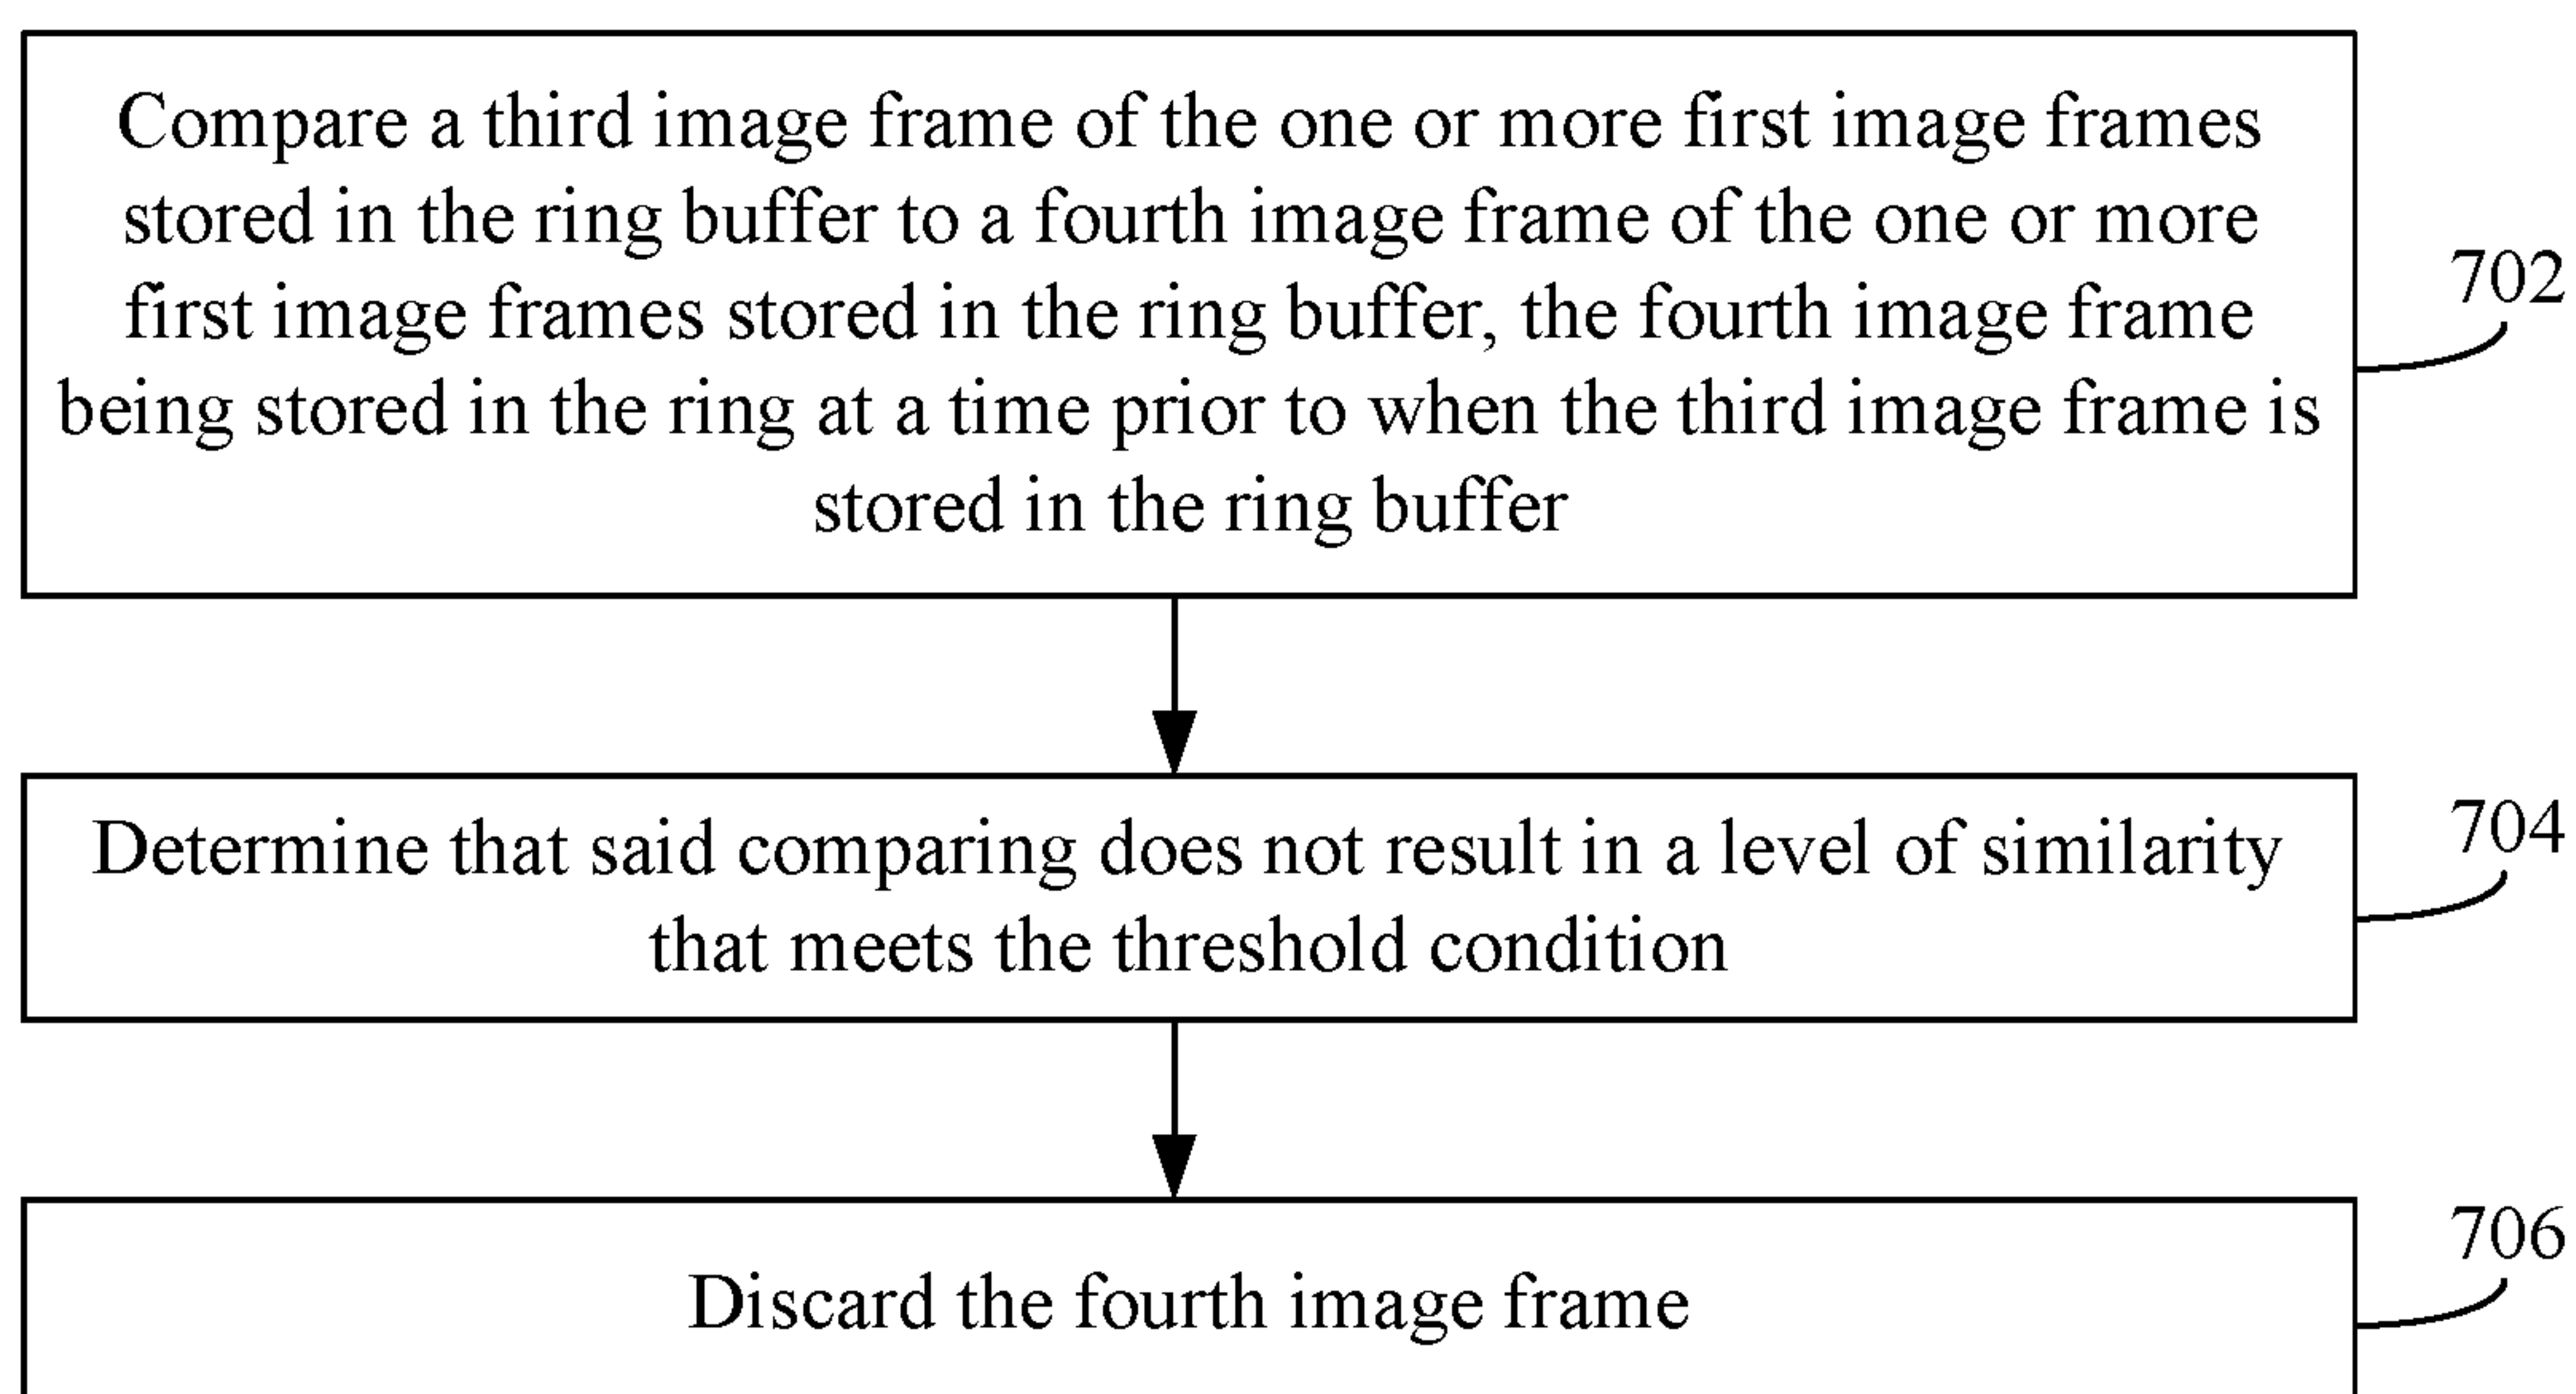 Compare a third image frame of the one or more first image frames
stored in the ring buffer to a fourth image frame of the one or more
first image frames stored in the ring buffer, the fourth image frame
being stored in the ring at a time prior to when the third image frame is
stored in the ring buffer
702
Determine that said comparing does not result in a level of similarity
that meets the threshold condition
704
Discard the fourth image frame
706